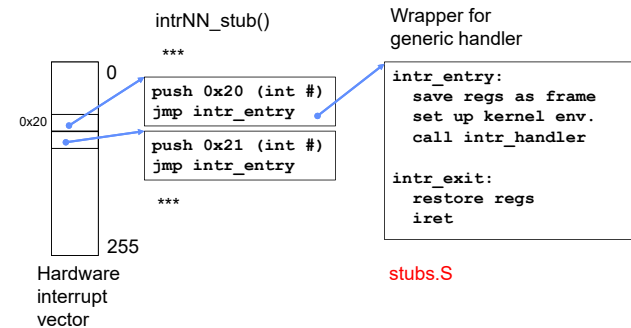 intrNN_stub()
Wrapper for
generic handler
***
0
0x20
push 0x20 (int #)
jmp intr_entry
push 0x21 (int #)
jmp intr_entry
***
255
Hardware
interrupt
vector
intr_entry:
save regs as frame
set up kernel env.
call intr_handler
intr_exit:
restore regs
iret
stubs.S